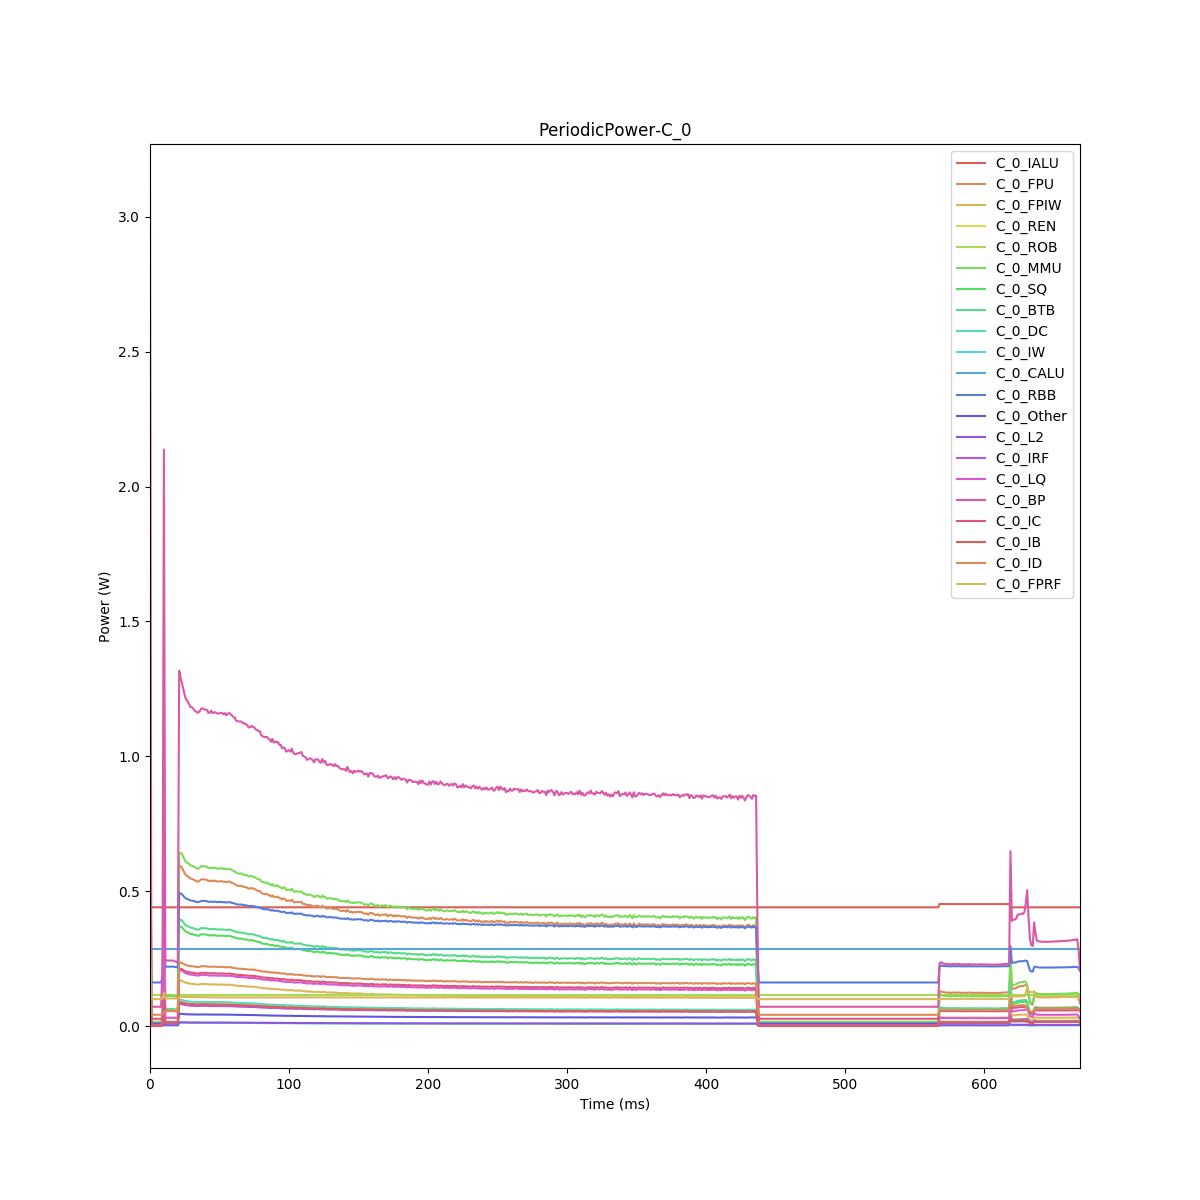 PeriodicPower-C_0
C_0_IALU
C_0_FPU
C_0_FPIW
C_0_REN
C_0_ROB
C_0_MMU
C_0_SQ
C_0_BTB
C_0_DC
C_0_IW
C_0_CALU
C_0_RBB
C_0_Other
C_0_L2
C_0_IRF
C_0_LQ
C_0_BP
C_0_IC
C_0_IB
C_0_ID
C_0_FPRF
Power (W)
3.0
2.5
2.0
1.5
1.0
0.5
0.0
0 100 200 300 400 500 600
Time (ms)